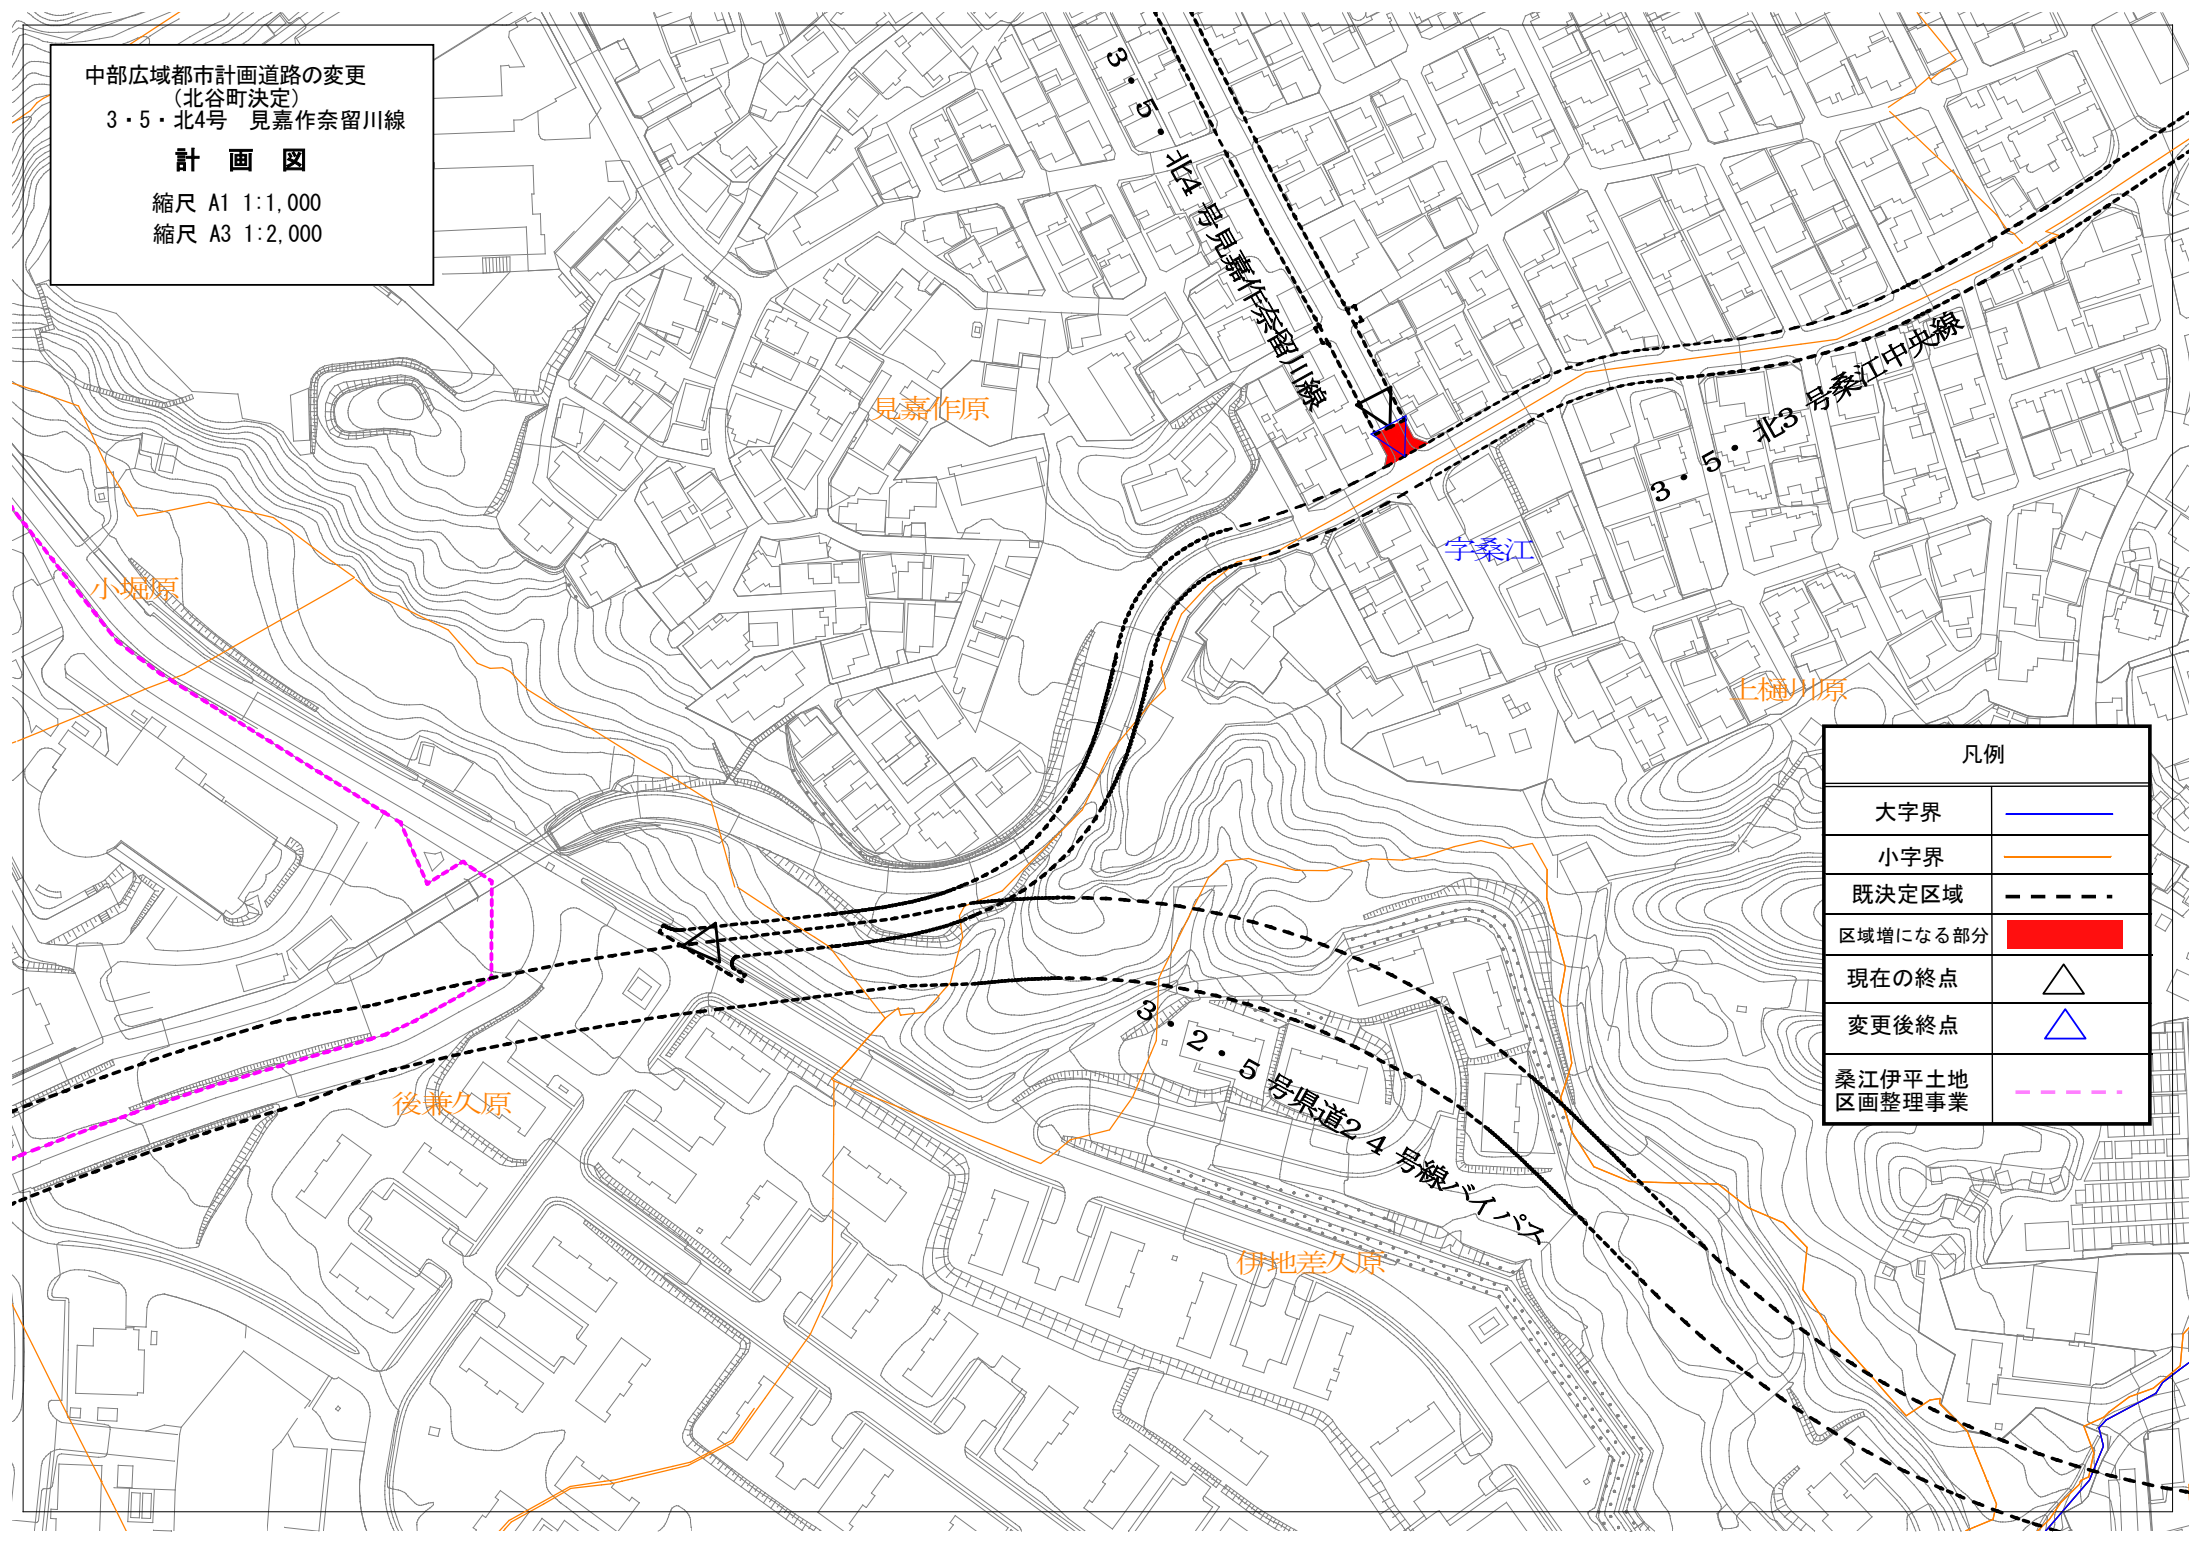 中部広域都市計画道路の変更
(北谷町決定)
3・5・北4号 見嘉作奈留川線
計 画 図
縮尺 A1 1:1,000
縮尺 A3 1:2,000
3・5・北4号見嘉作奈留川線
3・5・北3号桑江中央線
見嘉作原
字桑江
小堀原
上樋川原
凡例
大字界
小字界
既決定区域
区域増になる部分
現在の終点
変更後終点
桑江伊平土地
区画整理事業
3・2・5号県道24号線バイパス
後兼久原
伊地差久原